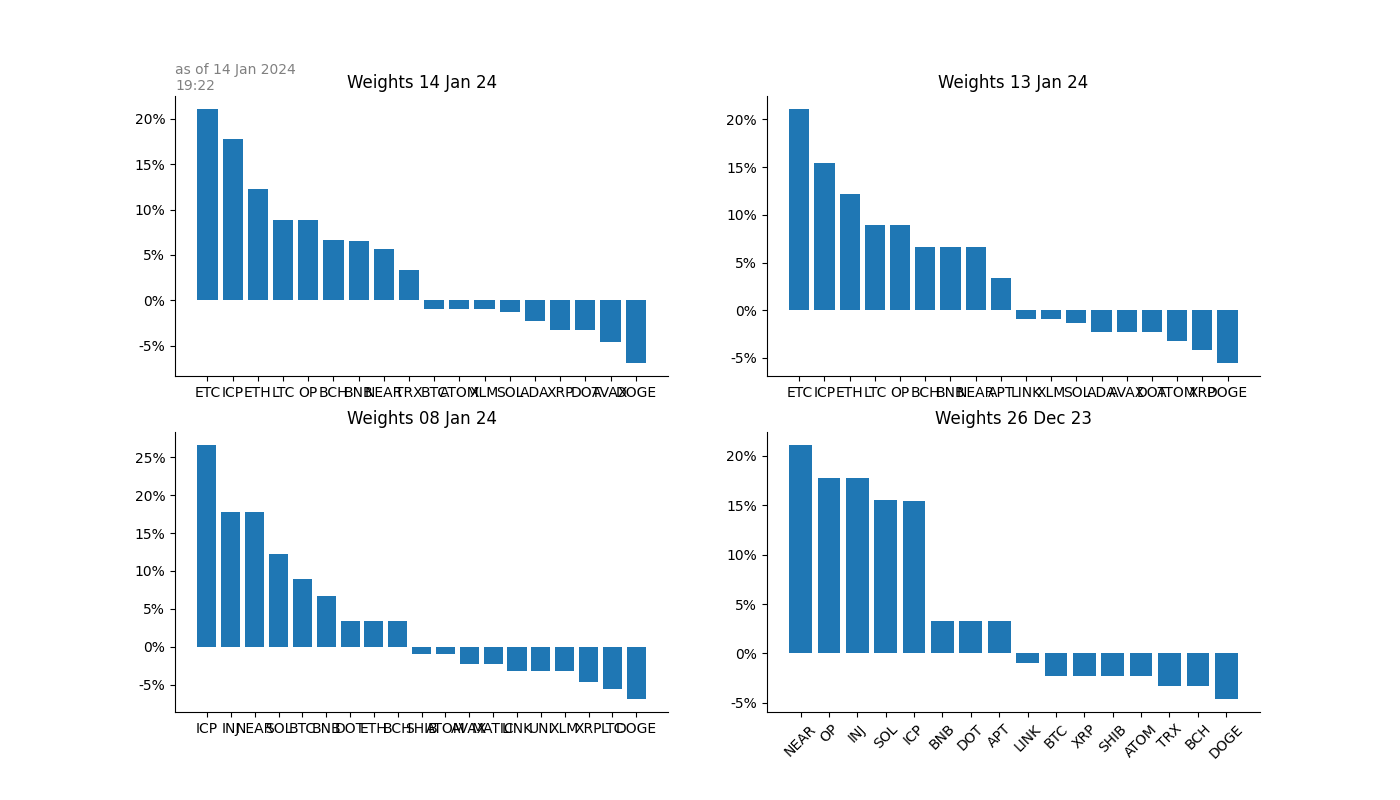 as of 14 Jan 2024
19:22
Weights 14 Jan 24
20%
15%
10%
5%
0%
-5%
ETC ICP ETH LTC OP BCH BNB NEAR TRX BTC ATOM XLM SOL ADA XRP DOT AVAX DOGE
Weights 13 Jan 24
20%
15%
10%
5%
0%
-5%
ETC ICP ETH LTC OP BCH BNB NEAR APT LINK XLM SOL ADA AVAX DOT ATOM XRP DOGE
Weights 08 Jan 24
25%
20%
15%
10%
5%
0%
-5%
ICP INJ NEAR SOL BTC BNB DOT ETH BCH SHIB ATOM AVAX MATIC LINK UNI XLM XRP LTC DOGE
Weights 26 Dec 23
20%
15%
10%
5%
0%
-5%
NEAR OP INJ SOL ICP BNB DOT APT LINK BTC XRP SHIB ATOM TRX BCH DOGE